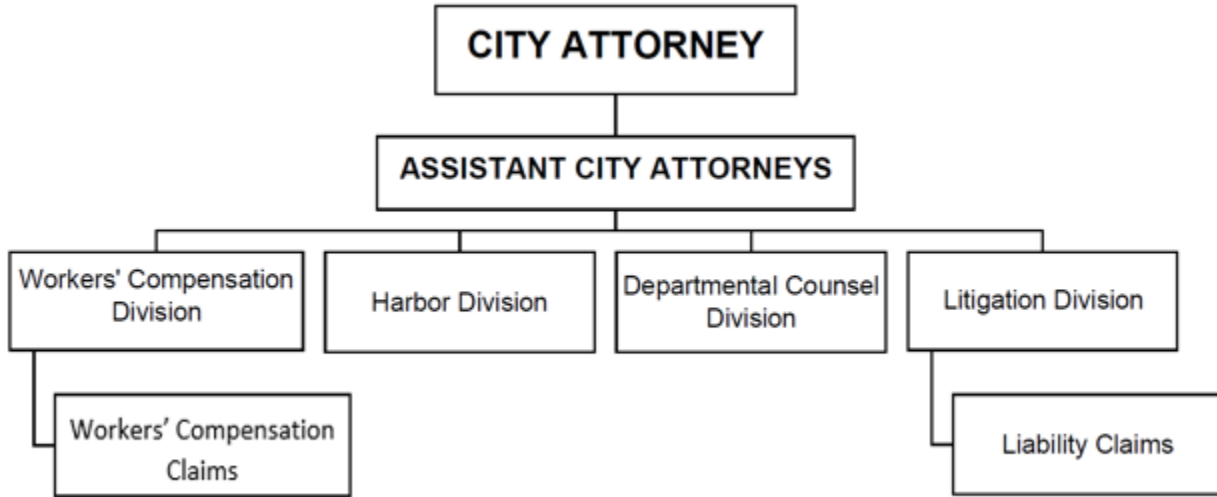 CITY ATTORNEY
ASSISTANT CITY ATTORNEYS
Workers' Compensation
Division
Harbor Division
Departmental Counsel
Division
Litigation Division
Workers’ Compensation
Claims
Liability Claims